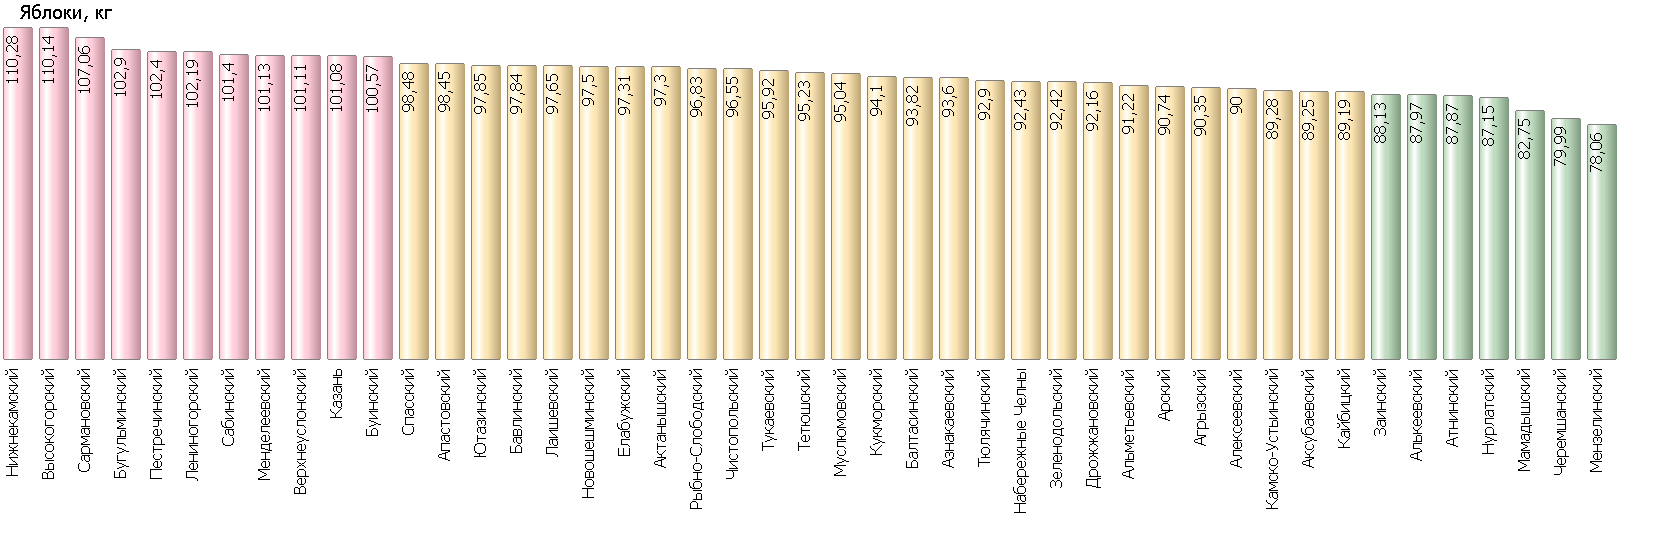 Яблоки, кг
110,28
110,14
107,06
102,9
102,4
102,19
101,4
101,13
101,11
101,08
100,57
98,48
98,45
97,85
97,84
97,65
97,5
97,31
97,3
96,83
96,55
95,92
95,23
95,04
94,1
93,82
93,6
92,9
92,43
92,42
92,16
91,22
90,74
90,35
90
89,28
89,25
89,19
88,13
87,97
87,87
87,15
82,75
79,99
78,06
Нижнекамский
Высокогорский
Сармановский
Бугульминский
Пестречинский
Лениногорский
Сабинский
Менделеевский
Верхнеуслонский
Казань
Буинский
Спасский
Апастовский
Ютазинский
Бавлинский
Лаишевский
Новошешминский
Елабужский
Актанышский
Рыбно-Слободский
Чистопольский
Тукаевский
Тетюшский
Муслюмовский
Кукморский
Балтасинский
Азнакаевский
Тюлячинский
Набережные Челны
Зеленодольский
Дрожжановский
Альметьевский
Арский
Агрызский
Алексеевский
Камско-Устьинский
Аксубаевский
Кайбицкий
Заинский
Алькеевский
Атнинский
Нурлатский
Мамадышский
Черемшанский
Мензелинский